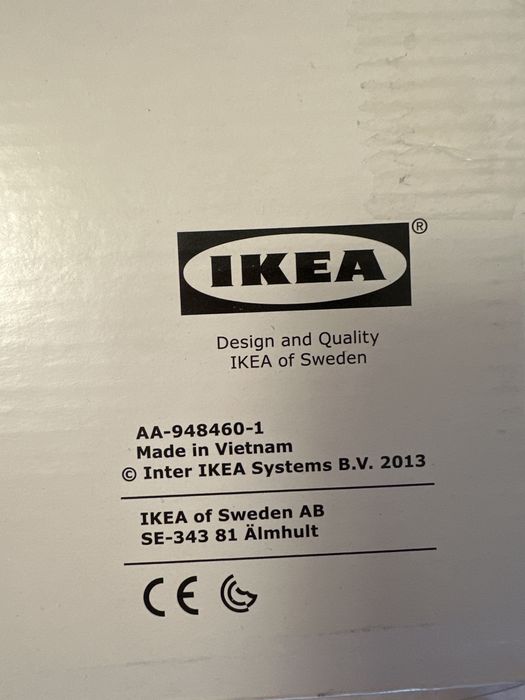 IKEA®
Design and Quality
IKEA of Sweden
AA-948460-1
Made in Vietnam
© Inter IKEA Systems B.V. 2013
IKEA of Sweden AB
SE-343 81 Älmhult
CE